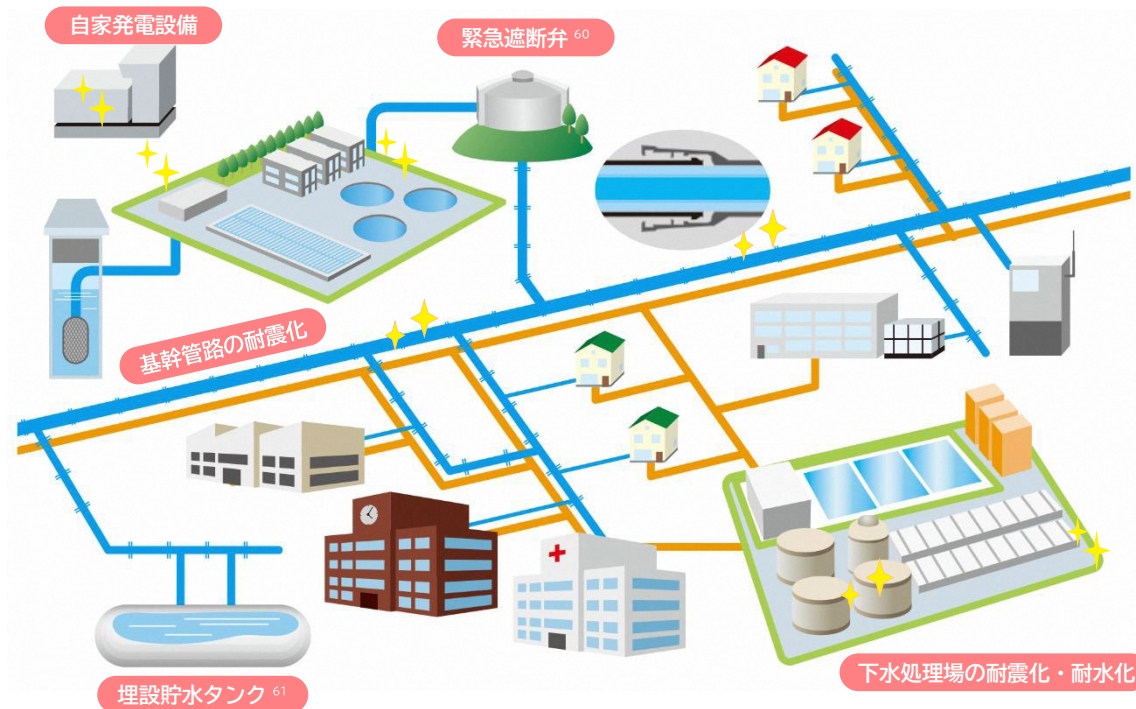 自家発電設備
緊急遮断弁 60
基幹管路の耐震化
埋設貯水タンク 61
下水処理場の耐震化・耐水化